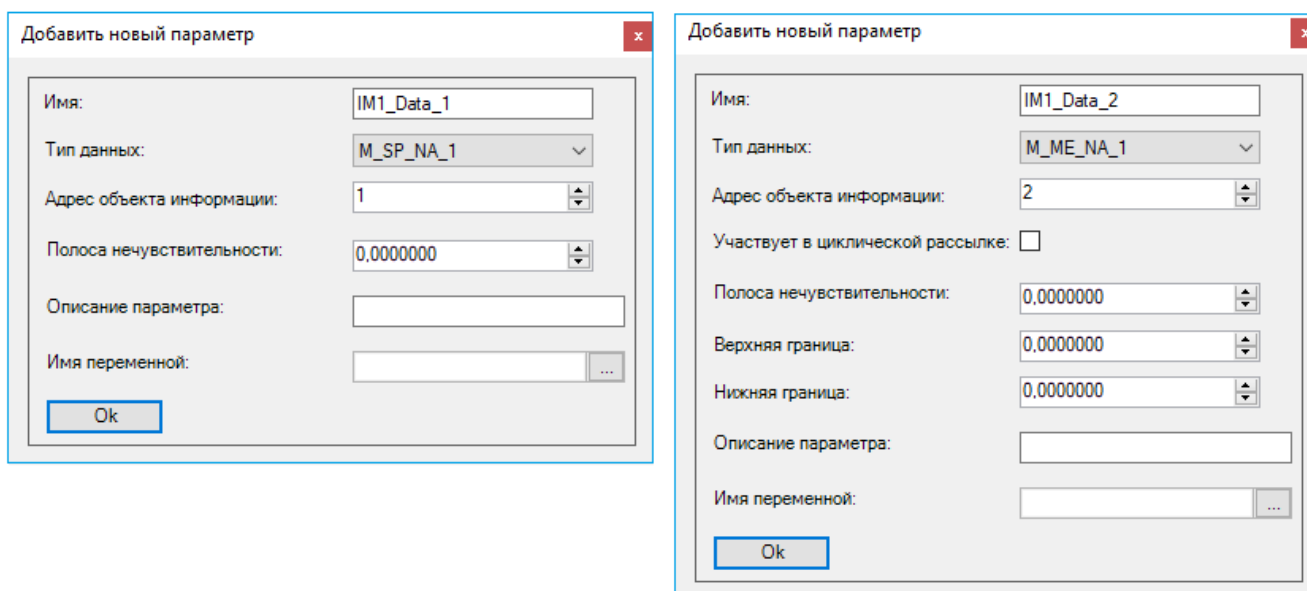 Добавить новый параметр
x
Имя:
IM1_Data_1
Тип данных:
M_SP_NA_1
Адрес объекта информации:
1
Полоса нечувствительности:
0,0000000
Описание параметра:
Имя переменной:
...
Ok
Добавить новый параметр
x
Имя:
IM1_Data_2
Тип данных:
M_ME_NA_1
Адрес объекта информации:
2
Участвует в циклической рассылке:
Полоса нечувствительности:
0,0000000
Верхняя граница:
0,0000000
Нижняя граница:
0,0000000
Описание параметра:
Имя переменной:
...
Ok